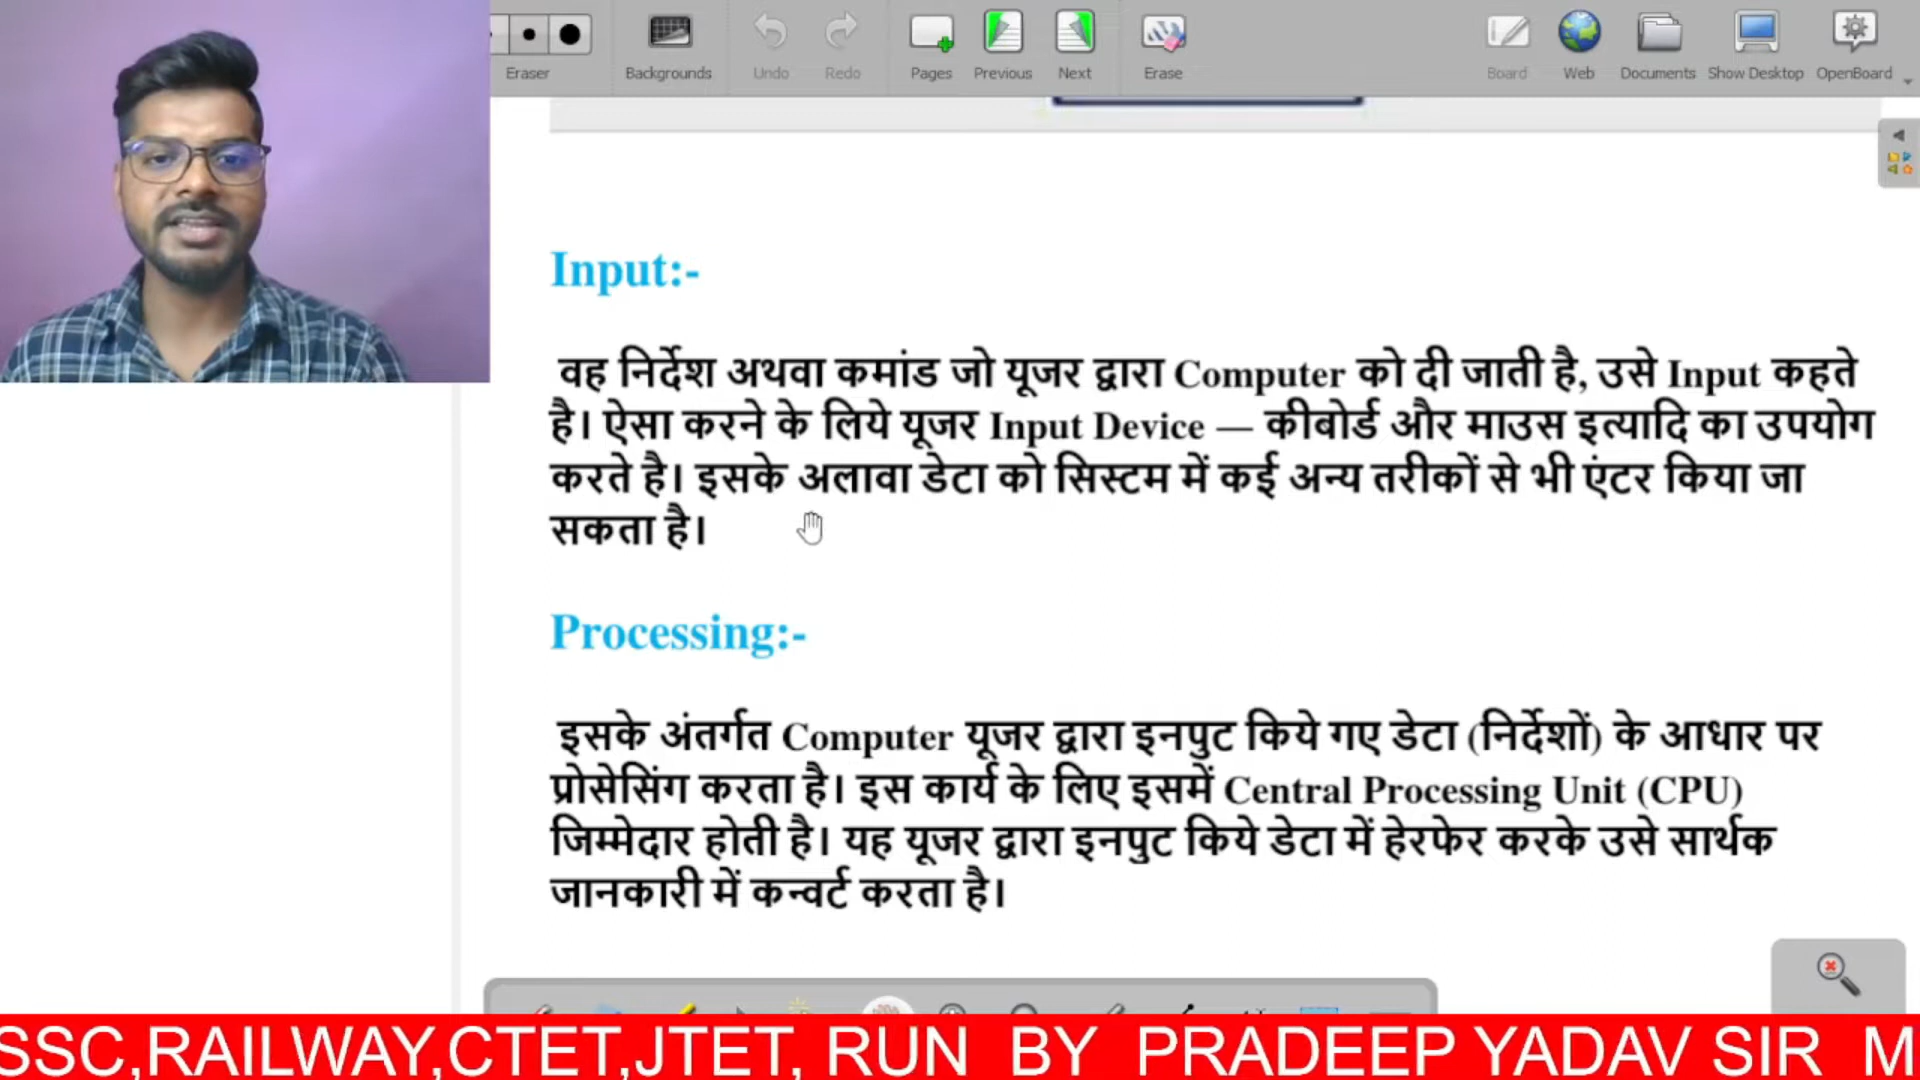 Eraser
Backgrounds
Undo
Redo
Pages
Previous
Next
Erase
Board
Web
Documents
Show Desktop
OpenBoard
Input:-
वह निर्देश अथवा कमांड जो यूजर द्वारा Computer को दी जाती है, उसे Input कहते
है। ऐसा करने के लिये यूजर Input Device — कीबोर्ड और माउस इत्यादि का उपयोग
करते है। इसके अलावा डेटा को सिस्टम में कई अन्य तरीकों से भी एंटर किया जा
सकता है।
Processing:-
इसके अंतर्गत Computer यूजर द्वारा इनपुट किये गए डेटा (निर्देशों) के आधार पर
प्रोसेसिंग करता है। इस कार्य के लिए इसमें Central Processing Unit (CPU)
जिम्मेदार होती है। यह यूजर द्वारा इनपुट किये डेटा में हेरफेर करके उसे सार्थक
जानकारी में कन्वर्ट करता है।
SSC,RAILWAY,CTET,JTET, RUN BY PRADEEP YADAV SIR M